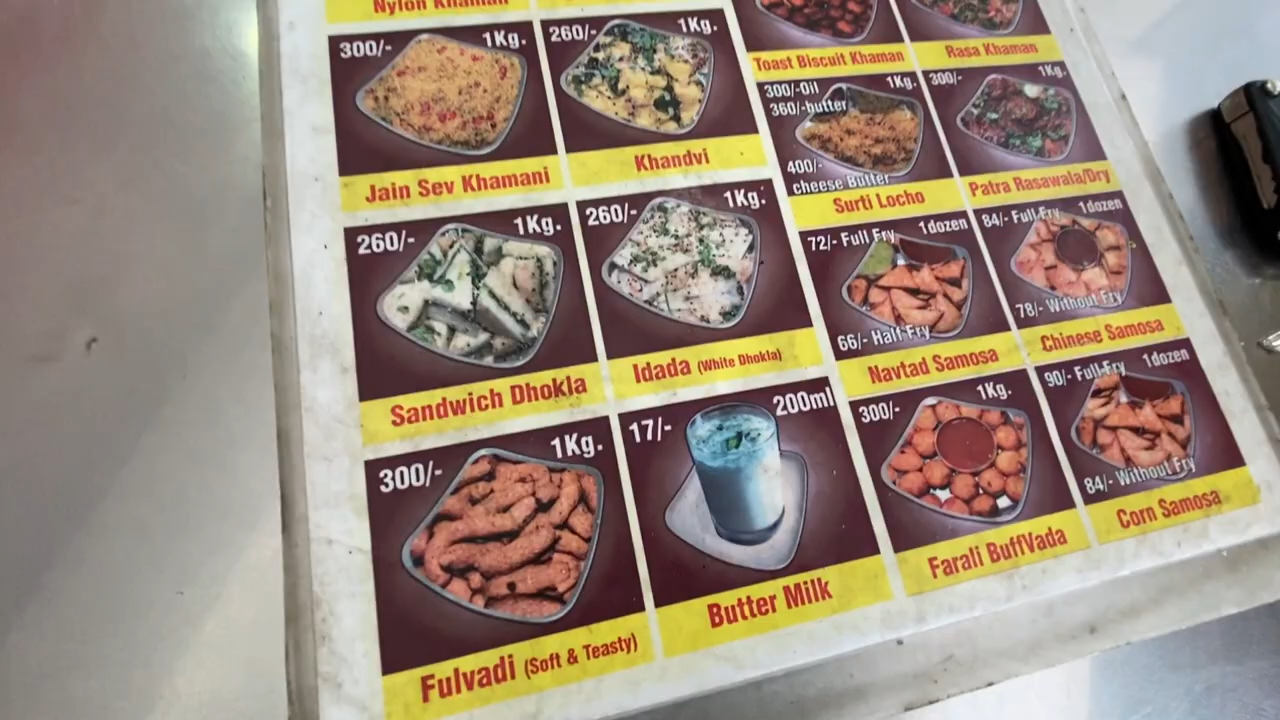 Nylon Khaman
Toast Biscuit Khaman
Rasa Khaman
300/- 1Kg.
Jain Sev Khamani
260/- 1Kg.
Khandvi
300/-Oil 1Kg.
360/-butter
400/-
cheese Butter
Surti Locho
300/- 1Kg.
Patra Rasawala/Dry
260/- 1Kg.
Sandwich Dhokla
260/- 1Kg.
Idada (White Dhokla)
72/- Full Fry 1dozen
66/- Half Fry
Navtad Samosa
84/- Full Fry 1dozen
78/- Without Fry
Chinese Samosa
300/- 1Kg.
Fulvadi (Soft & Teasty)
17/- 200ml
Butter Milk
300/- 1Kg.
Farali BuffVada
90/- Full Fry 1dozen
84/- Without Fry
Corn Samosa